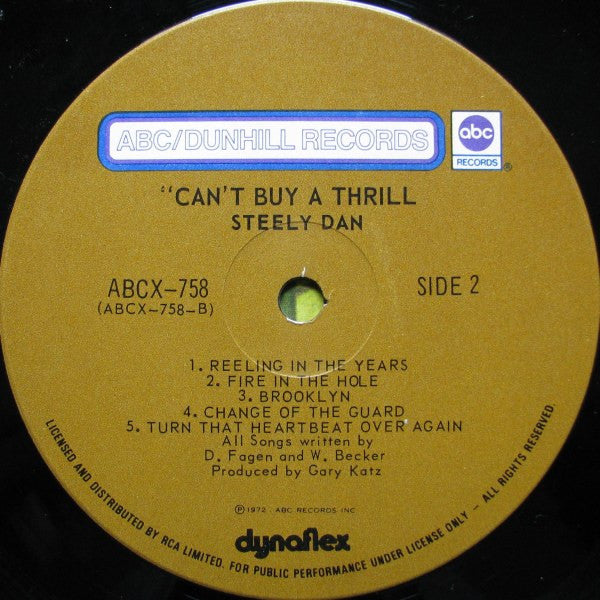 ABC/DUNHILL RECORDS
abc
RECORDS
®
"CAN'T BUY A THRILL
STEELY DAN
ABCX-758
(ABCX-758-B)
SIDE 2
1. REELING IN THE YEARS
2. FIRE IN THE HOLE
3. BROOKLYN
4. CHANGE OF THE GUARD
5. TURN THAT HEARTBEAT OVER AGAIN
All Songs written by
D. Fagen and W. Becker
Produced by Gary Katz
℗ 1972 . ABC RECORDS INC
dynaflex
LICENSED AND DISTRIBUTED BY RCA LIMITED. FOR PUBLIC PERFORMANCE UNDER LICENSE ONLY – ALL RIGHTS RESERVED.